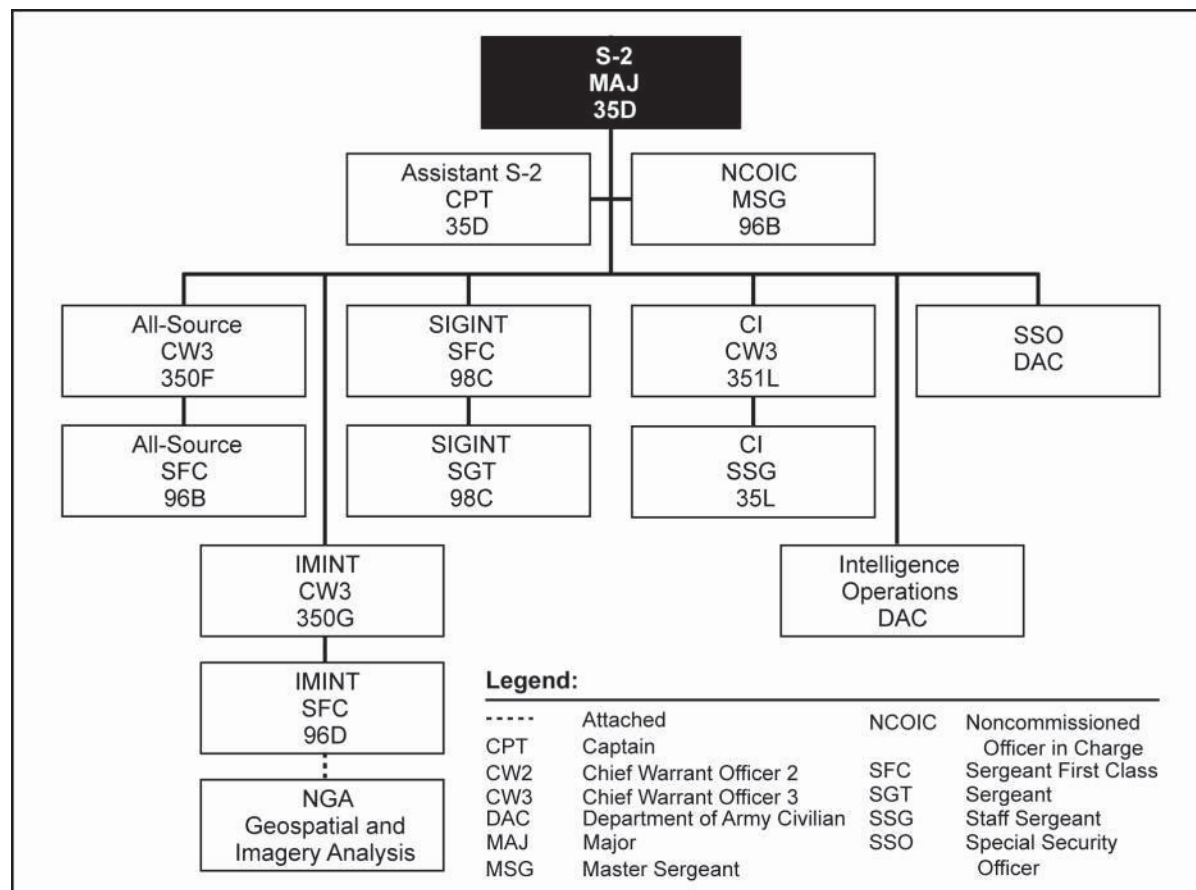 S-2
MAJ
35D
Assistant S-2
CPT
35D
NCOIC
MSG
96B
All-Source
CW3
350F
SIGINT
SFC
98C
CI
CW3
351L
SSO
DAC
All-Source
SFC
96B
SIGINT
SGT
98C
CI
SSG
35L
IMINT
CW3
350G
Intelligence
Operations
DAC
IMINT
SFC
96D
NGA
Geospatial and
Imagery Analysis
Legend:
Attached
CPT Captain
CW2 Chief Warrant Officer 2
CW3 Chief Warrant Officer 3
DAC Department of Army Civilian
MAJ Major
MSG Master Sergeant
NCOIC Noncommissioned
Officer in Charge
SFC Sergeant First Class
SGT Sergeant
SSG Staff Sergeant
SSO Special Security
Officer